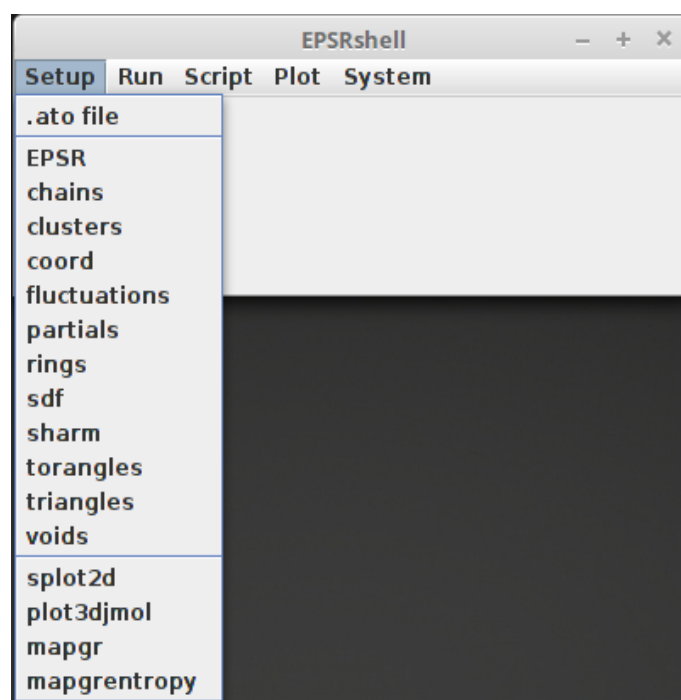 EPSRshell
Setup Run Script Plot System
.ato file
EPSR
chains
clusters
coord
fluctuations
partials
rings
sdf
sharm
torangles
triangles
voids
splot2d
plot3djmol
mapgr
mapgrentropy